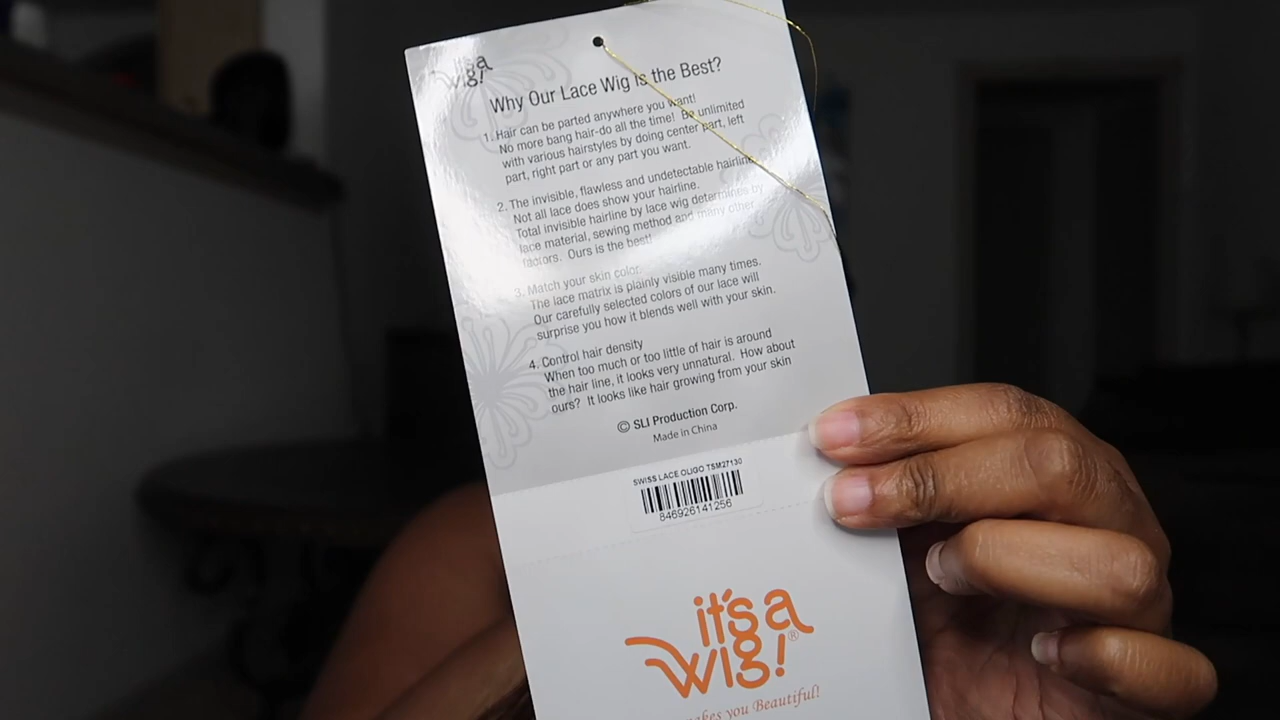 it's a
wig!
Why Our Lace Wig is the Best?
1. Hair can be parted anywhere you want!
No more bang hair-do all the time! Be unlimited
with various hairstyles by doing center part, left
part, right part or any part you want.
2. The invisible, flawless and undetectable hairline
Not all lace does show your hairline.
Total invisible hairline by lace wig determines by
lace material, sewing method and many other
factors. Ours is the best!
3. Match your skin color.
The lace matrix is plainly visible many times.
Our carefully selected colors of our lace will
surprise you how it blends well with your skin.
4. Control hair density
When too much or too little of hair is around
the hair line, it looks very unnatural. How about
ours? It looks like hair growing from your skin
© SLI Production Corp.
Made in China
SWISS LACE OLIGO TSM27130
846926141256
it's a
wig!®
makes you Beautiful!